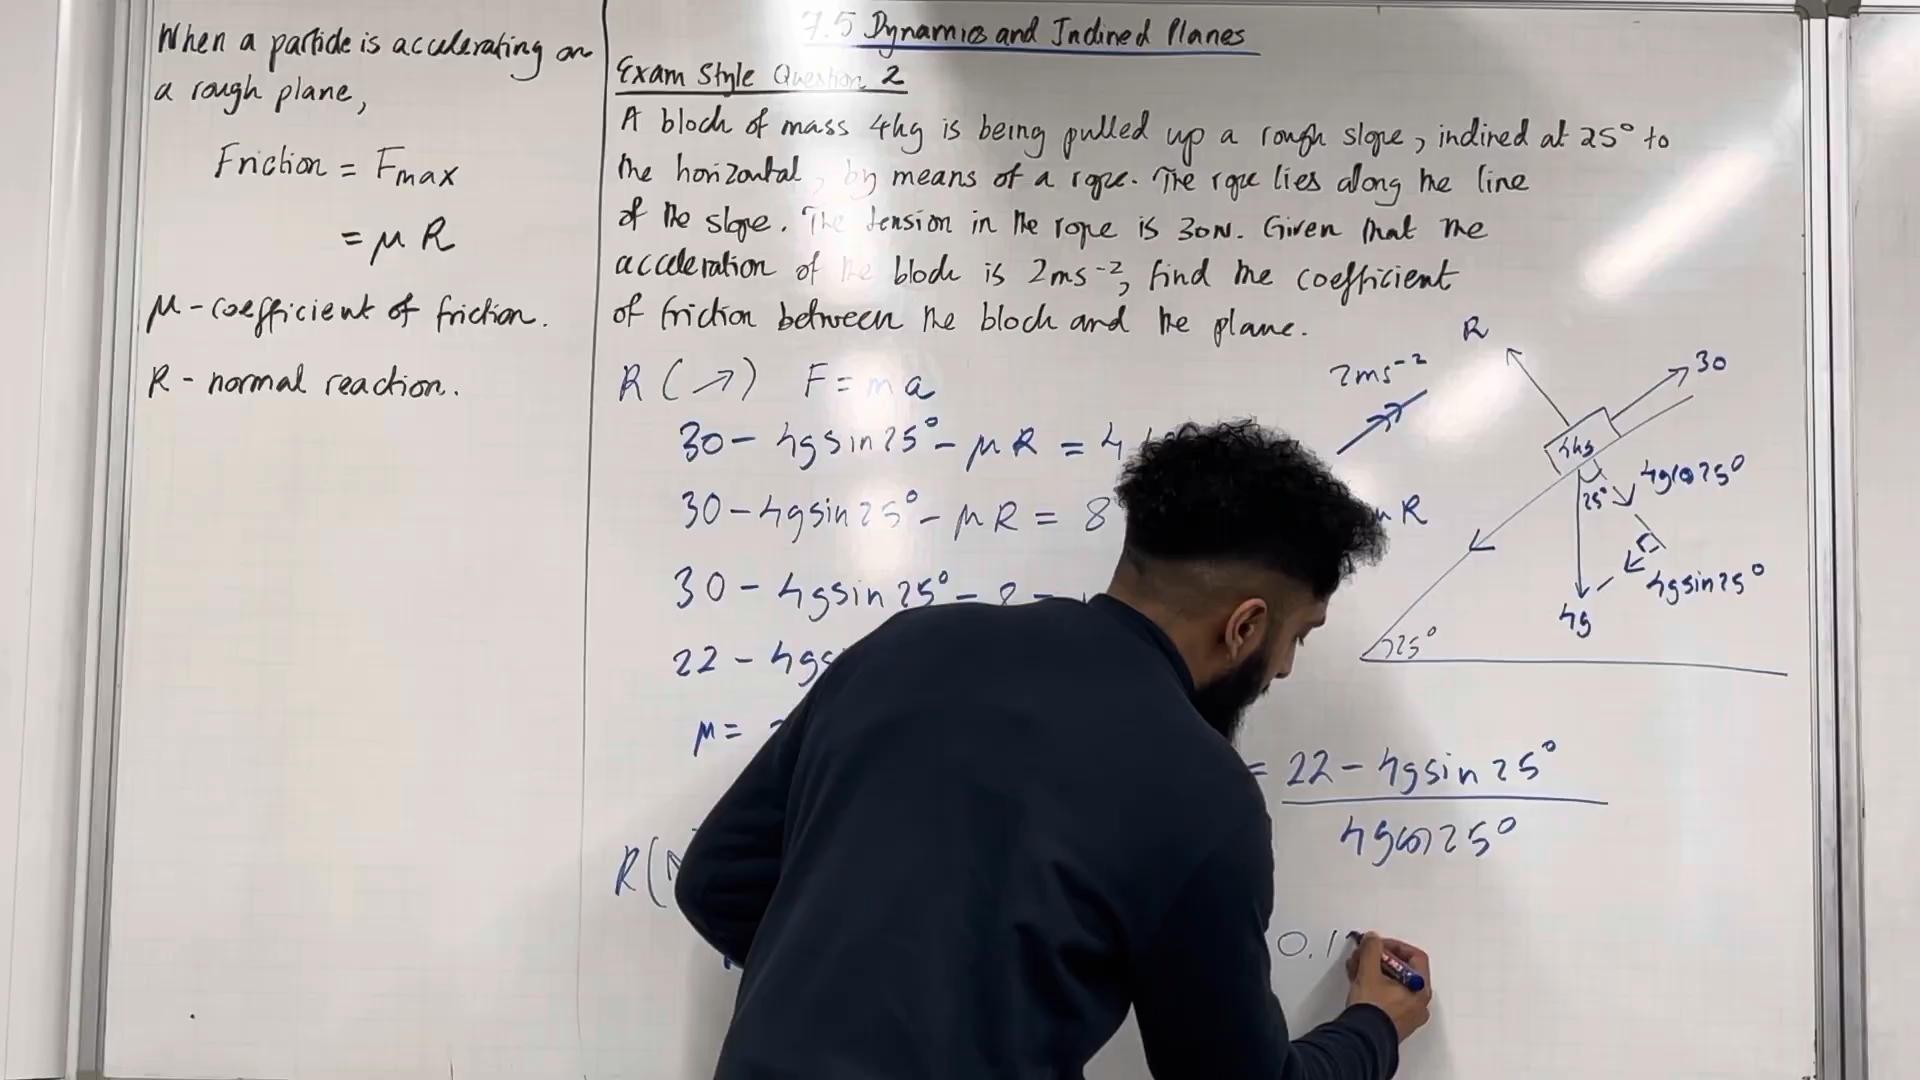 When a particle is accelerating on
a rough plane,
Friction = Fmax
= μ R
μ - coefficient of friction.
R - normal reaction.
7.5 Dynamics and Inclined Planes
Exam Style Question 2
A block of mass 4kg is being pulled up a rough slope, inclined at 25° to
the horizontal, by means of a rope. The rope lies along the line
of the slope. The tension in the rope is 30N. Given that the
acceleration of the block is 2ms⁻², find the coefficient
of friction between the block and the plane.
R (↗) F = ma
30 - 4gsin25° - μR = 4
30 - 4gsin25° - μR = 8
30 - 4gsin25° - 8 =
22 - 4gs
μ =
R(
= 22 - 4gsin25°
4gcos25°
0.1
2ms⁻²
R
30
4kg
25°
4gcos25°
μR
4gsin25°
4g
25°